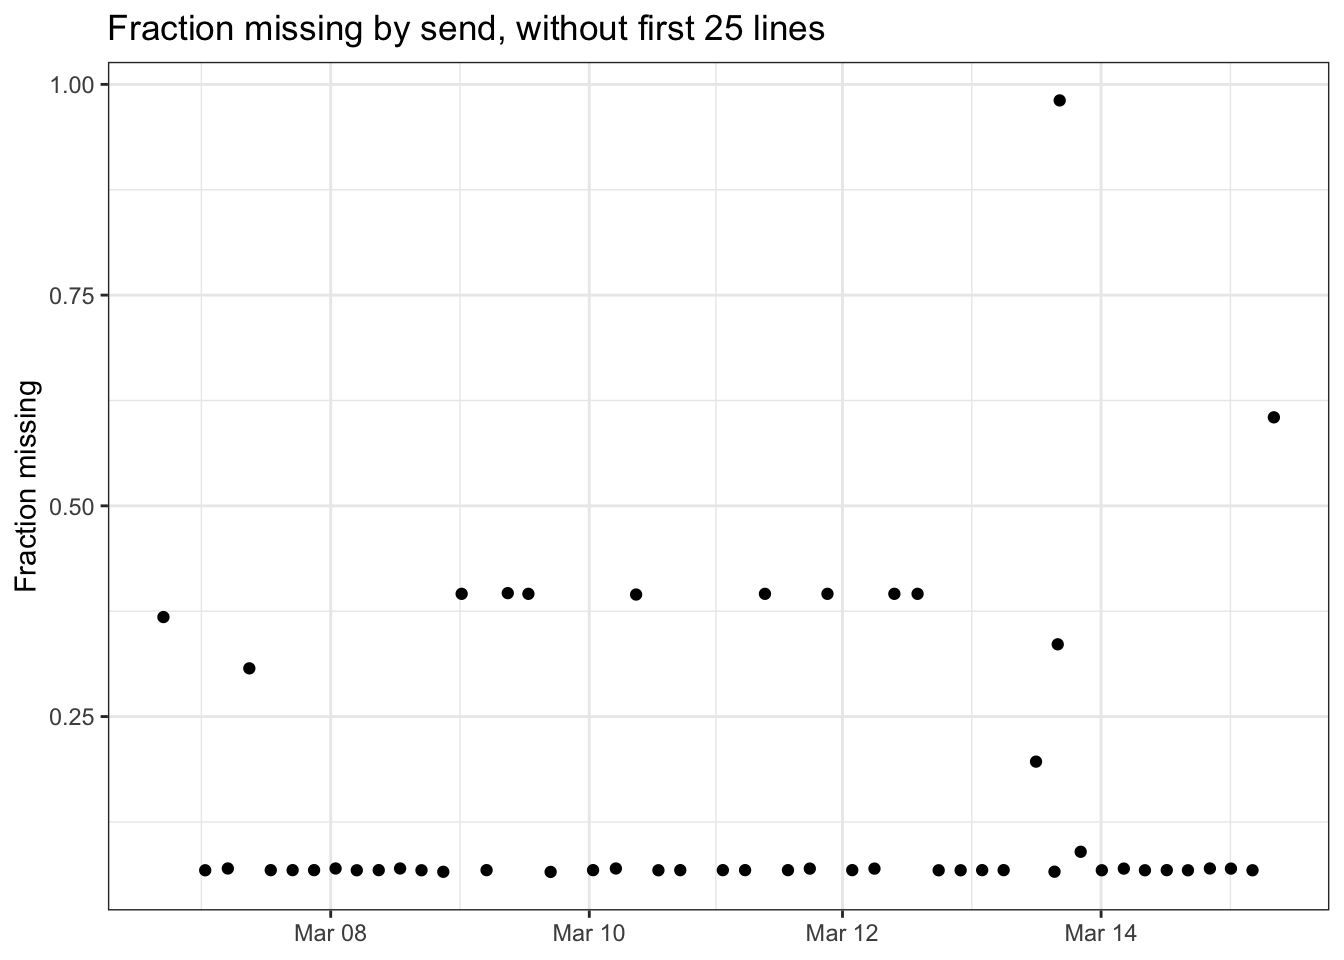 Fraction missing by send, without first 25 lines
1.00
0.75
0.50
0.25
Fraction missing
Mar 08
Mar 10
Mar 12
Mar 14